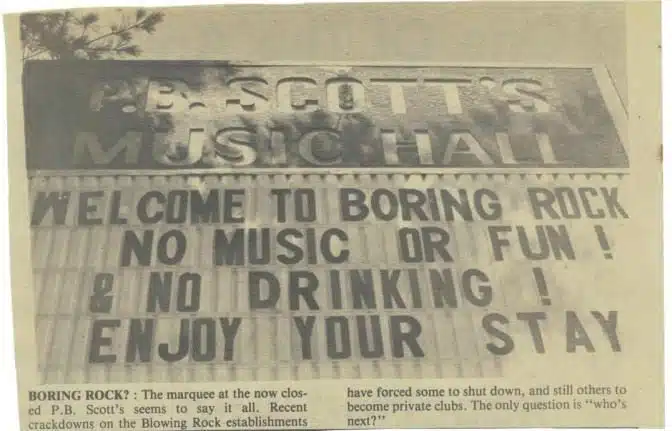 P.B. SCOTT'S
MUSIC HALL
WELCOME TO BORING ROCK
NO MUSIC OR FUN !
& NO DRINKING !
ENJOY YOUR STAY
BORING ROCK? : The marquee at the now clos-
ed P.B. Scott's seems to say it all. Recent
crackdowns on the Blowing Rock establishments
have forced some to shut down, and still others to
become private clubs. The only question is "who's
next?"